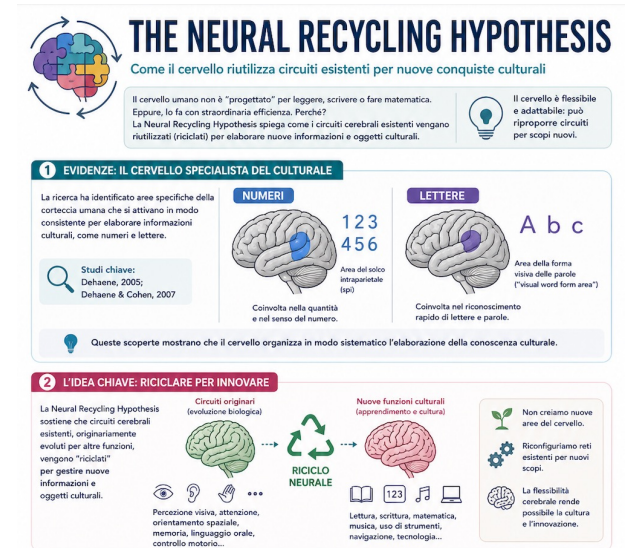 THE NEURAL RECYCLING HYPOTHESIS
Come il cervello riutilizza circuiti esistenti per nuove conquiste culturali
Il cervello umano non è “progettato” per leggere, scrivere o fare matematica.
Eppure, lo fa con straordinaria efficienza. Perché?
La Neural Recycling Hypothesis spiega come i circuiti cerebrali esistenti vengano
riutilizzati (riciclati) per elaborare nuove informazioni e oggetti culturali.
Il cervello è flessibile
e adattabile: può
riproporre circuiti
per scopi nuovi.
1 EVIDENZE: IL CERVELLO SPECIALISTA DEL CULTURALE
La ricerca ha identificato aree specifiche della
corteccia umana che si attivano in modo
consistente per elaborare informazioni
culturali, come numeri e lettere.
Studi chiave:
Dehaene, 2005;
Dehaene & Cohen, 2007
NUMERI
1 2 3
4 5 6
Area del solco
intraparietale
(spi)
Coinvolta nella quantità
e nel senso del numero.
LETTERE
A b c
Area della forma
visiva delle parole
(“visual word form area”)
Coinvolta nel riconoscimento
rapido di lettere e parole.
Queste scoperte mostrano che il cervello organizza in modo sistematico l’elaborazione della conoscenza culturale.
2 L’IDEA CHIAVE: RICICLARE PER INNOVARE
La Neural Recycling Hypothesis
sostiene che circuiti cerebrali
esistenti, originariamente
evoluti per altre funzioni,
vengono “riciclati”
per gestire nuove
informazioni e
oggetti culturali.
Circuiti originari
(evoluzione biologica)
RICICLO
NEURALE
Nuove funzioni culturali
(apprendimento e cultura)
123
Percezione visiva, attenzione,
orientamento spaziale,
memoria, linguaggio orale,
controllo motorio...
Lettura, scrittura, matematica,
musica, uso di strumenti,
navigazione, tecnologia...
Non creiamo nuove
aree del cervello.
Riconfiguriamo reti
esistenti per nuovi
scopi.
La flessibilità
cerebrale rende
possibile la cultura
e l’innovazione.